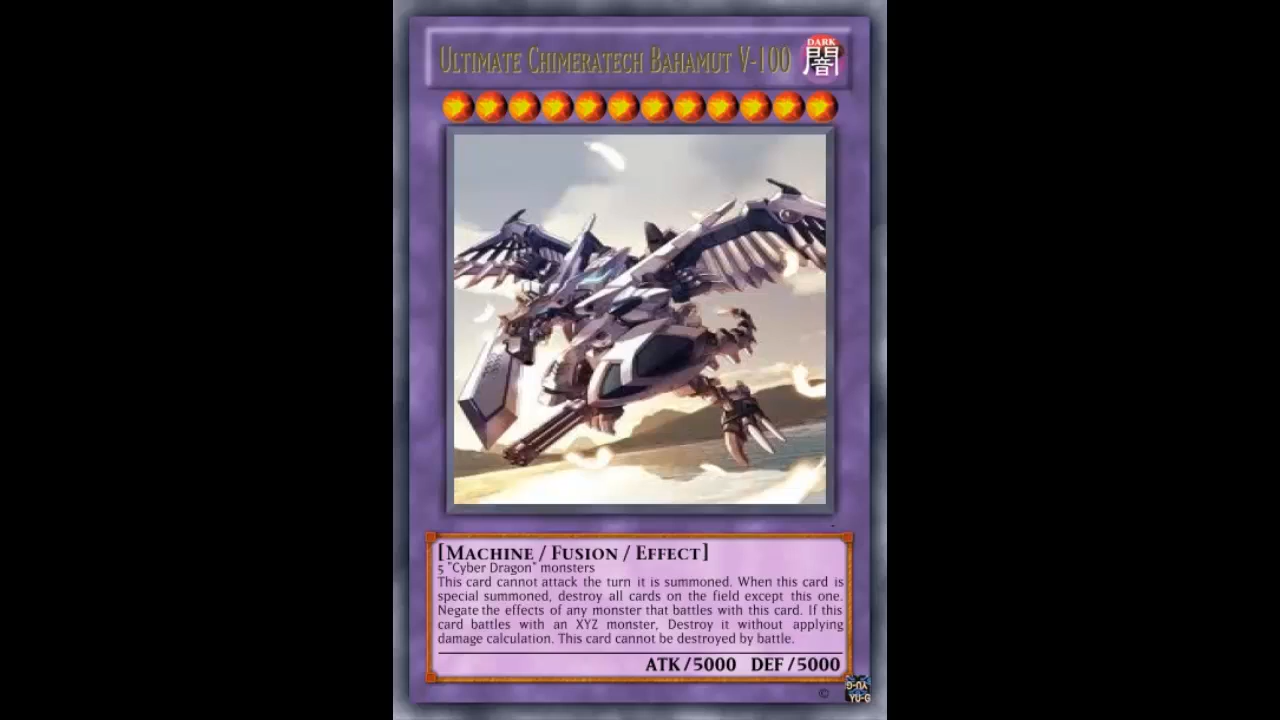 ULTIMATE CHIMERATECH BAHAMUT V-100
DARK
闇
[MACHINE / FUSION / EFFECT]
5 "Cyber Dragon" monsters
This card cannot attack the turn it is summoned. When this card is
special summoned, destroy all cards on the field except this one.
Negate the effects of any monster that battles with this card. If this
card battles with an XYZ monster, Destroy it without applying
damage calculation. This card cannot be destroyed by battle.
ATK/5000 DEF/5000
©
YU-G